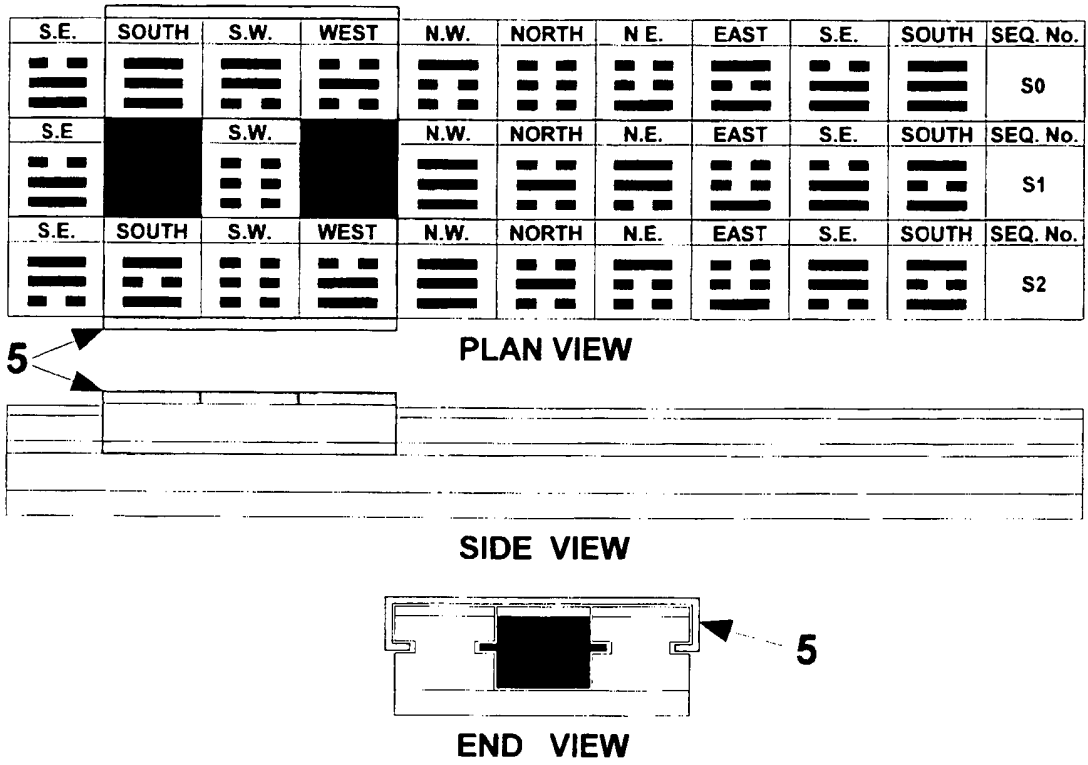 S.E. SOUTH S.W. WEST N.W. NORTH N E. EAST S.E. SOUTH SEQ. No.
S0
S.E S.W. N.W. NORTH N.E. EAST S.E. SOUTH SEQ. No.
S1
S.E. SOUTH S.W. WEST N.W. NORTH N.E. EAST S.E. SOUTH SEQ. No.
S2
PLAN VIEW
5
SIDE VIEW
5
END VIEW